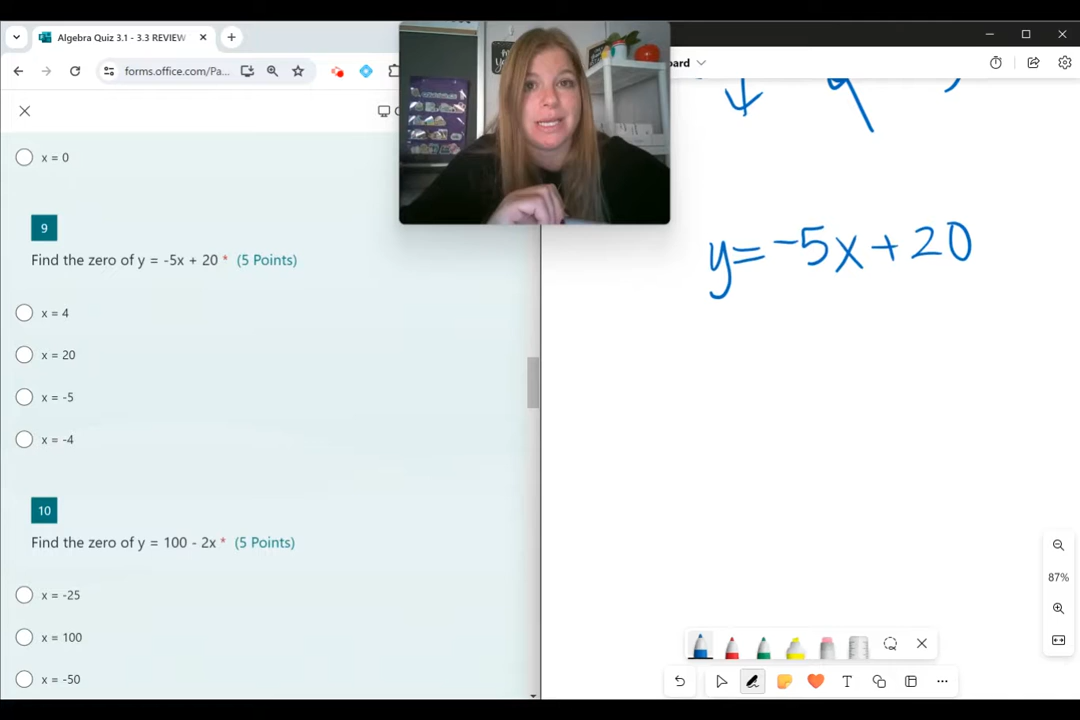 Algebra Quiz 3.1 - 3.3 REVIEW
forms.office.com/Pa...
ard
x = 0
9
Find the zero of y = -5x + 20 * (5 Points)
x = 4
x = 20
x = -5
x = -4
10
Find the zero of y = 100 - 2x * (5 Points)
x = -25
x = 100
x = -50
y=-5x+20
87%